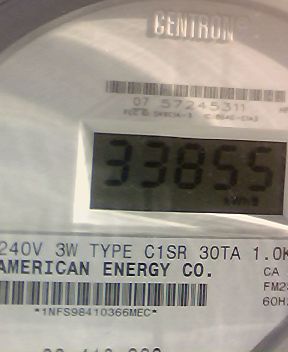 CENTRON
07 57245311
33855
240V 3W TYPE C1SR 30TA 1.0K
AMERICAN ENERGY CO.
CA
FM2S
60H
*1NFS98410366MEC*